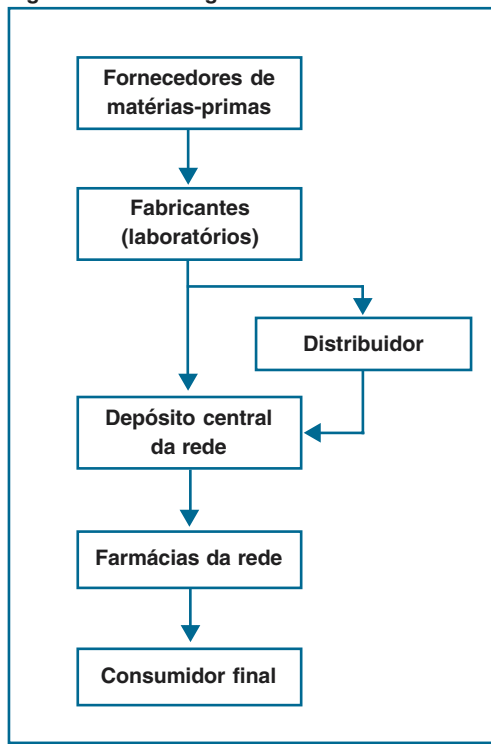 Fornecedores de
matérias-primas
Fabricantes
(laboratórios)
Distribuidor
Depósito central
da rede
Farmácias da rede
Consumidor final